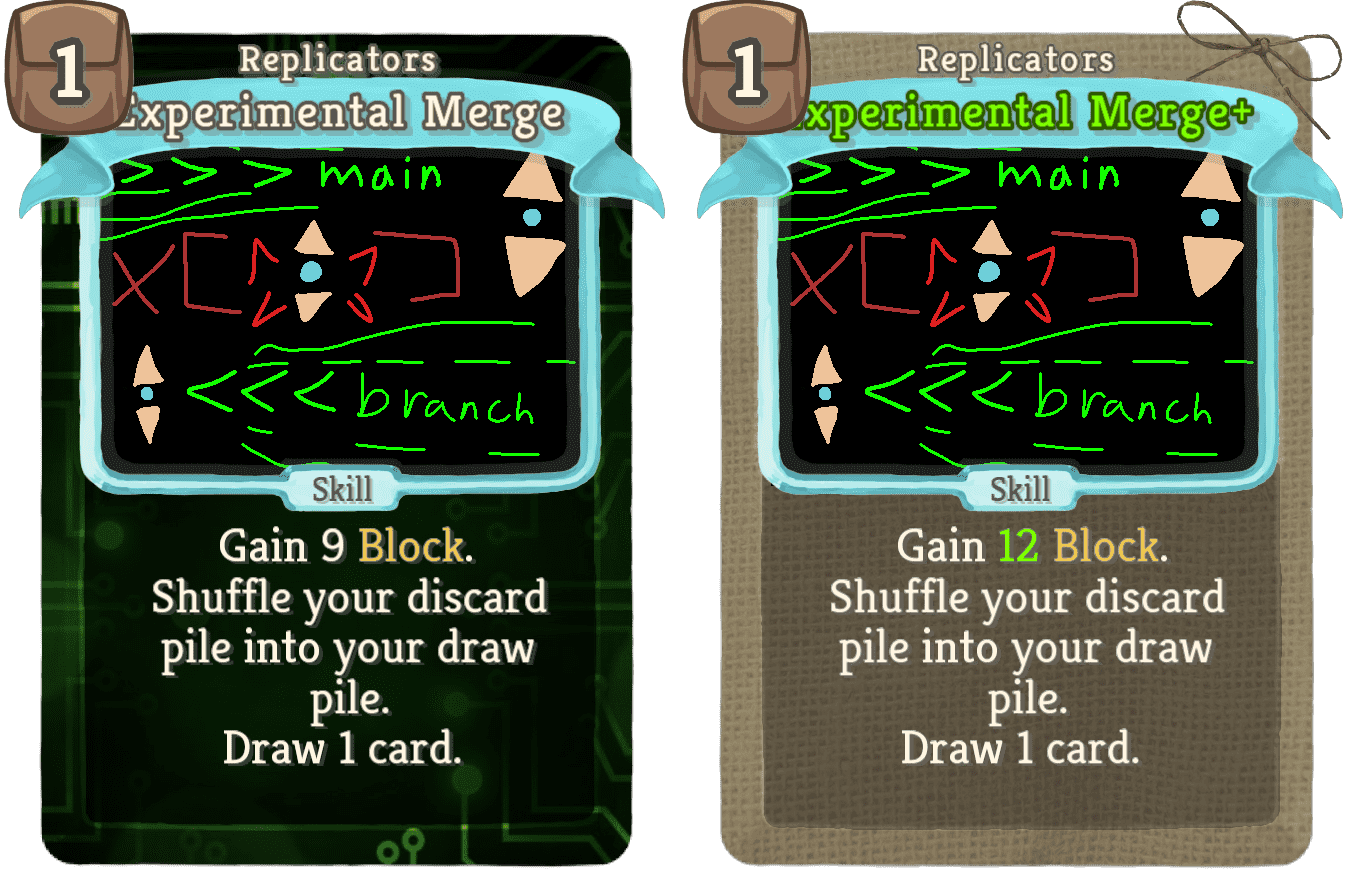 1
Replicators
Experimental Merge
>>> main
X
<<< branch
Skill
Gain 9 Block.
Shuffle your discard
pile into your draw
pile.
Draw 1 card.
1
Replicators
xperimental Merge+
>>> main
X
<<< branch
Skill
Gain 12 Block.
Shuffle your discard
pile into your draw
pile.
Draw 1 card.